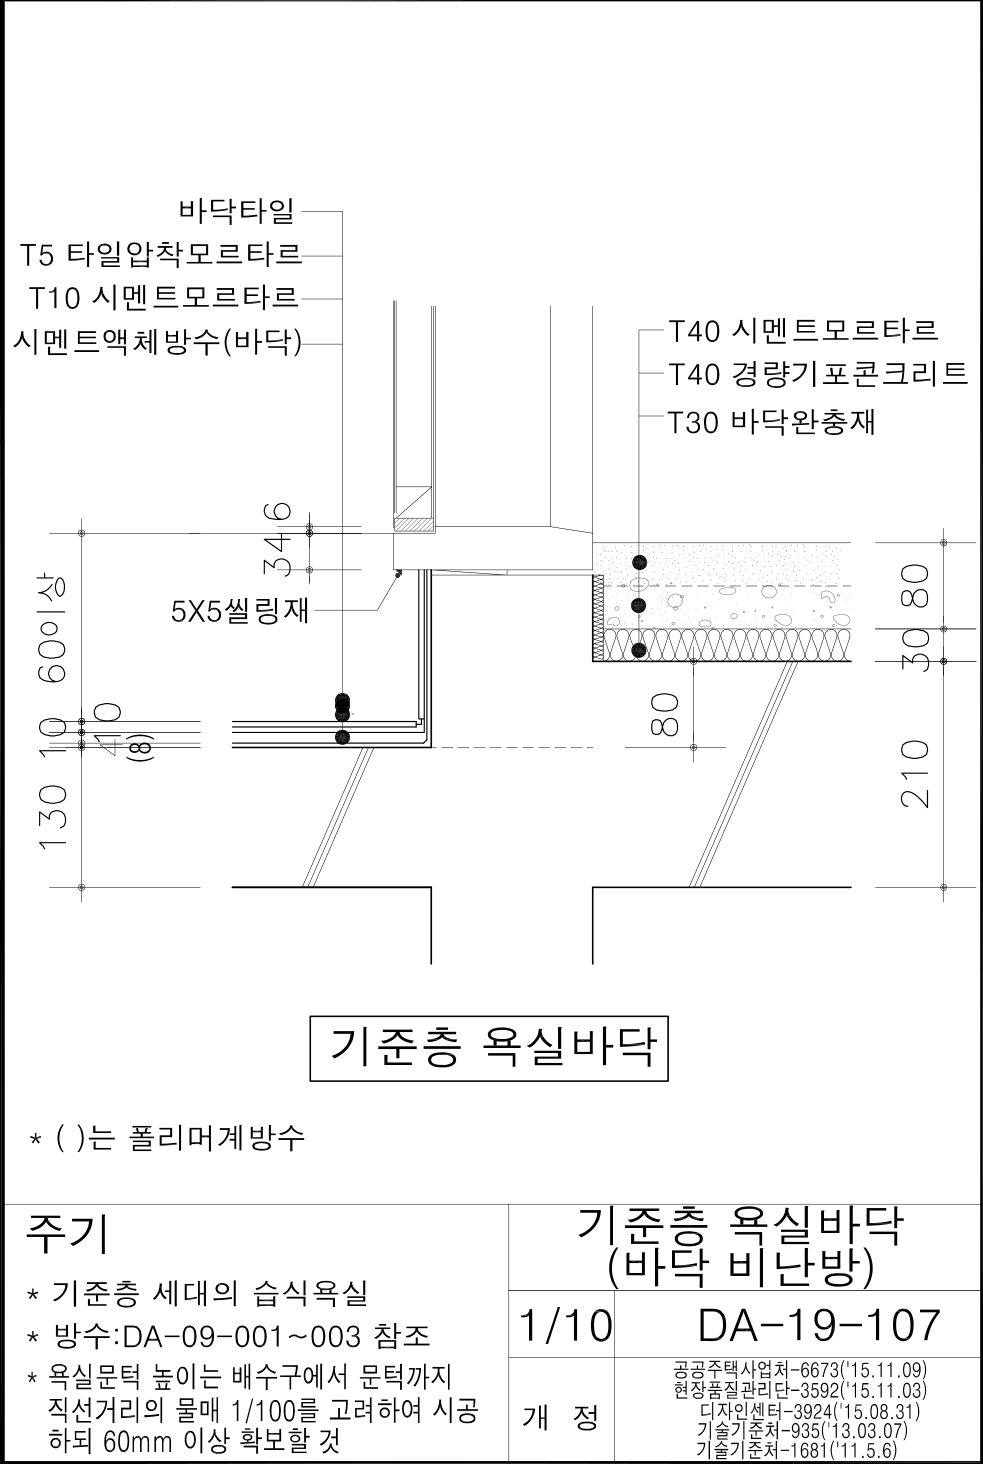 바닥타일
T5 타일압착모르타르
T10 시멘트모르타르
시멘트액체방수(바닥)
T40 시멘트모르타르
T40 경량기포콘크리트
T30 바닥완충재
34 6
5X5씰링재
60이상
10
10
4
(8)
130
80
80
30
210
기준층 욕실바닥
* ( )는 폴리머계방수
주기
* 기준층 세대의 습식욕실
* 방수:DA-09-001~003 참조
* 욕실문턱 높이는 배수구에서 문턱까지
직선거리의 물매 1/100를 고려하여 시공
하되 60mm 이상 확보할 것
기준층 욕실바닥
(바닥 비난방)
1/10
DA-19-107
개 정
공공주택사업처-6673('15.11.09)
현장품질관리단-3592('15.11.03)
디자인센터-3924('15.08.31)
기술기준처-935('13.03.07)
기술기준처-1681('11.5.6)